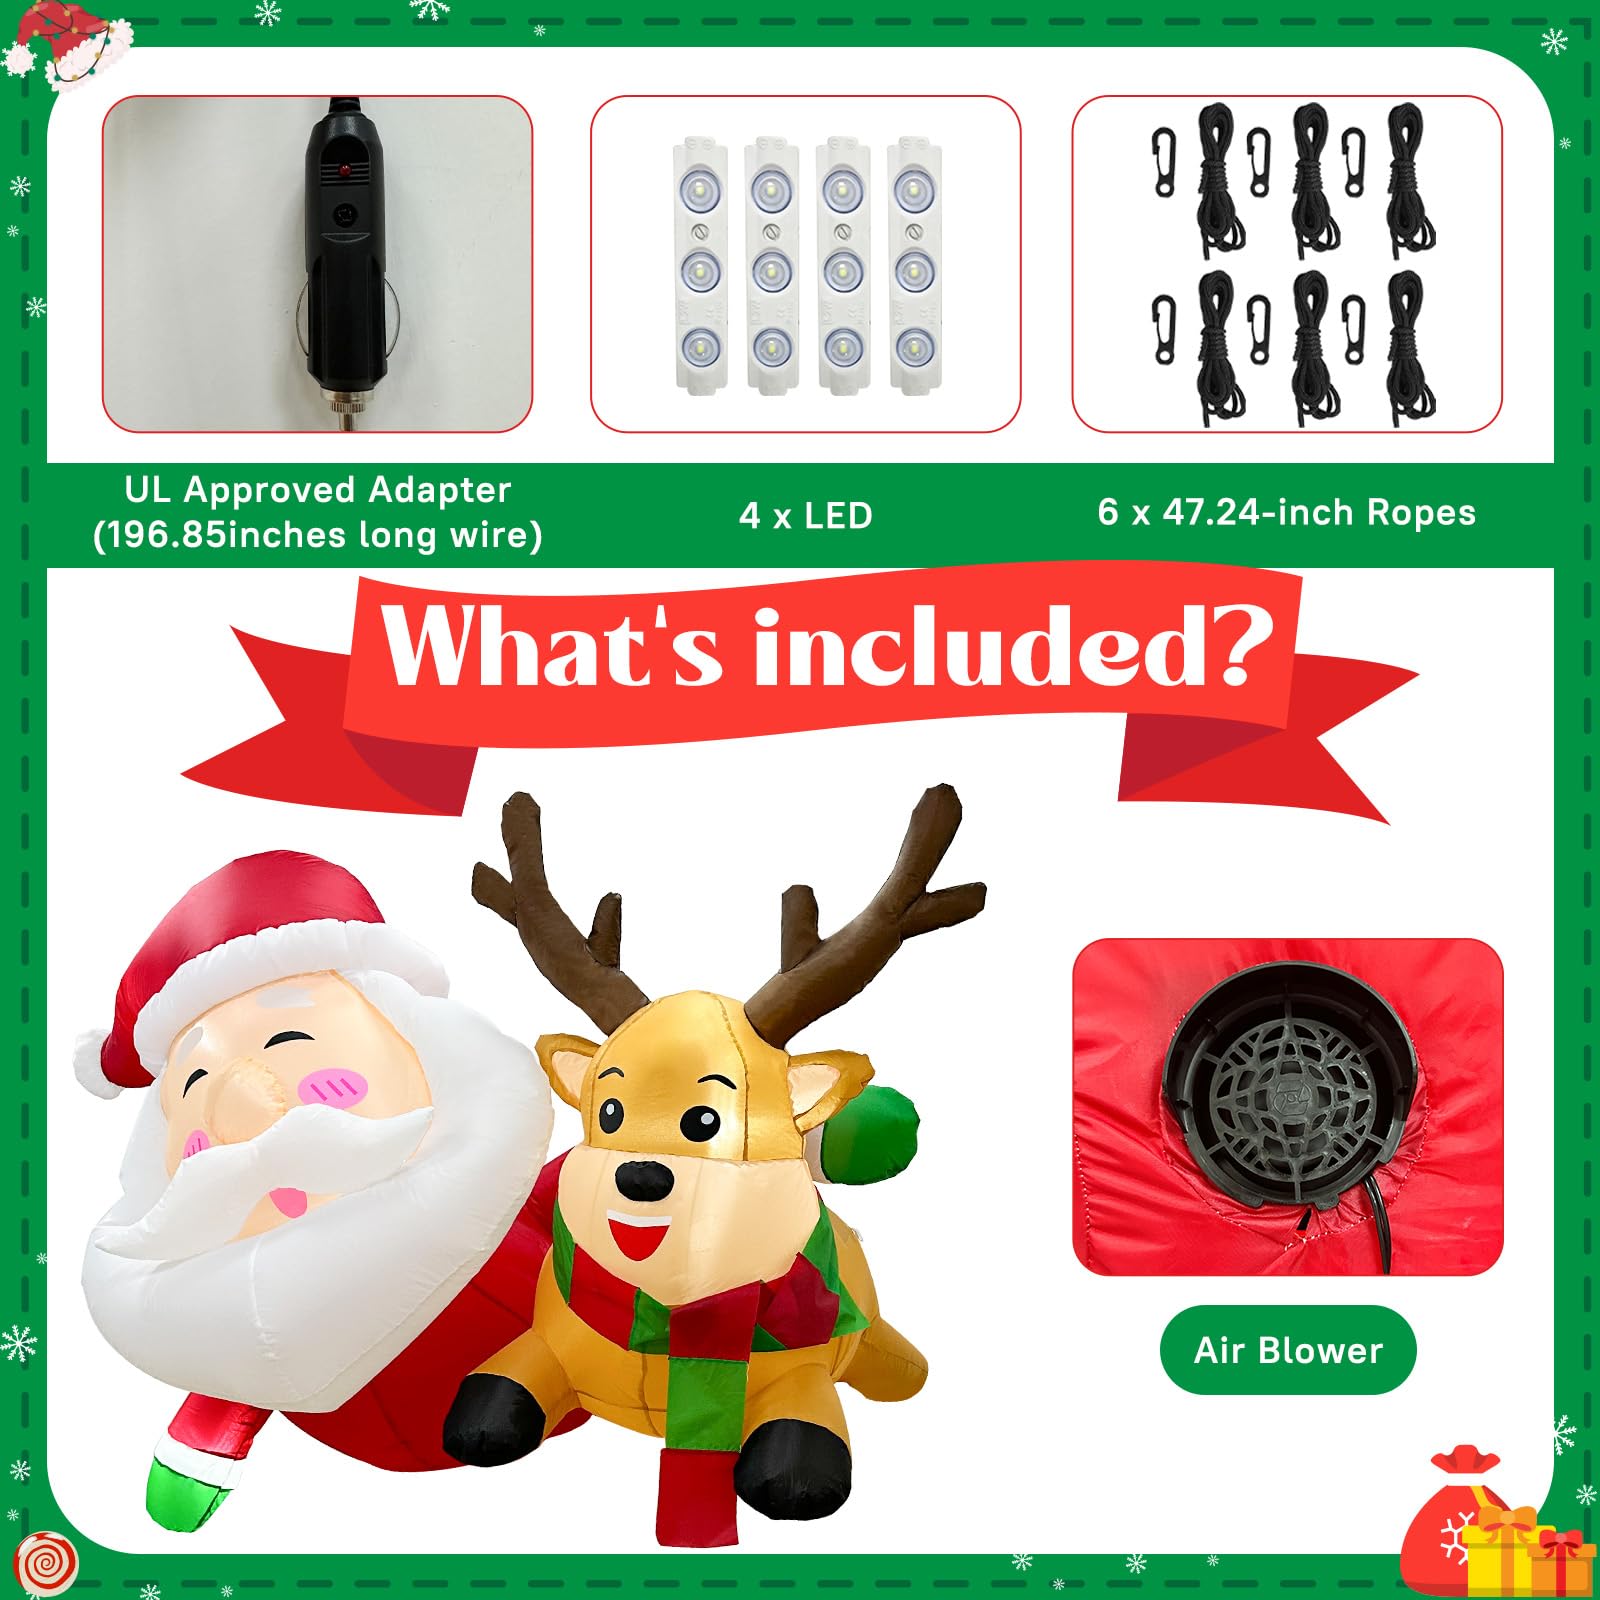 UL Approved Adapter
(196.85inches long wire)
4 x LED
6 x 47.24-inch Ropes
What's included?
Air Blower